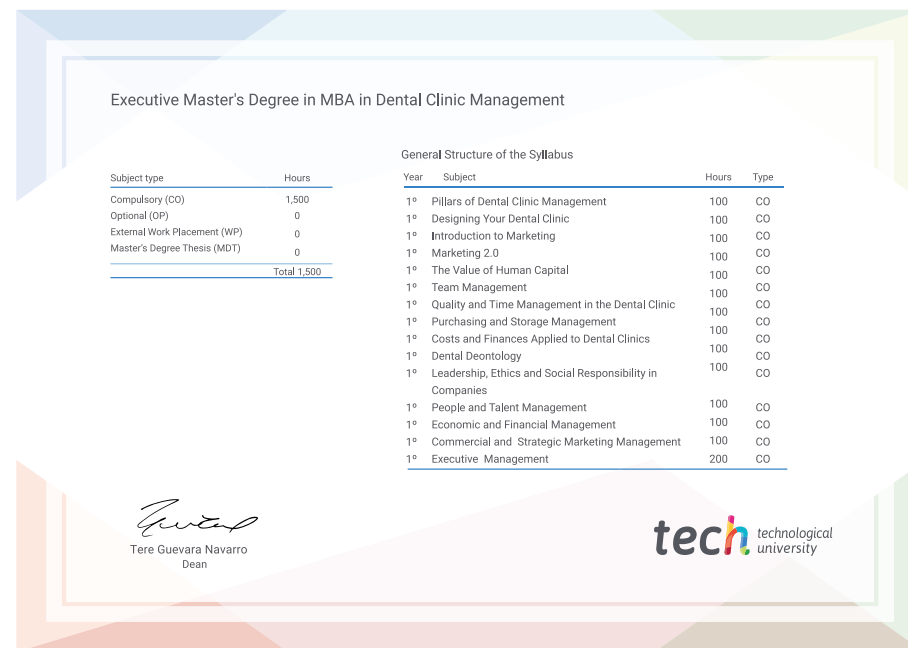 Executive Master's Degree in MBA in Dental Clinic Management
General Structure of the Syllabus
Subject type Hours
Compulsory (CO) 1,500
Optional (OP) 0
External Work Placement (WP) 0
Master's Degree Thesis (MDT) 0
Total 1,500
Year Subject Hours Type
1º Pillars of Dental Clinic Management 100 CO
1º Designing Your Dental Clinic 100 CO
1º Introduction to Marketing 100 CO
1º Marketing 2.0 100 CO
1º The Value of Human Capital 100 CO
1º Team Management 100 CO
1º Quality and Time Management in the Dental Clinic 100 CO
1º Purchasing and Storage Management 100 CO
1º Costs and Finances Applied to Dental Clinics 100 CO
1º Dental Deontology 100 CO
1º Leadership, Ethics and Social Responsibility in CO
Companies
1º People and Talent Management 100 CO
1º Economic and Financial Management 100 CO
1º Commercial and Strategic Marketing Management 100 CO
1º Executive Management 200 CO
Tere Guevara Navarro
Dean
tech technological
university